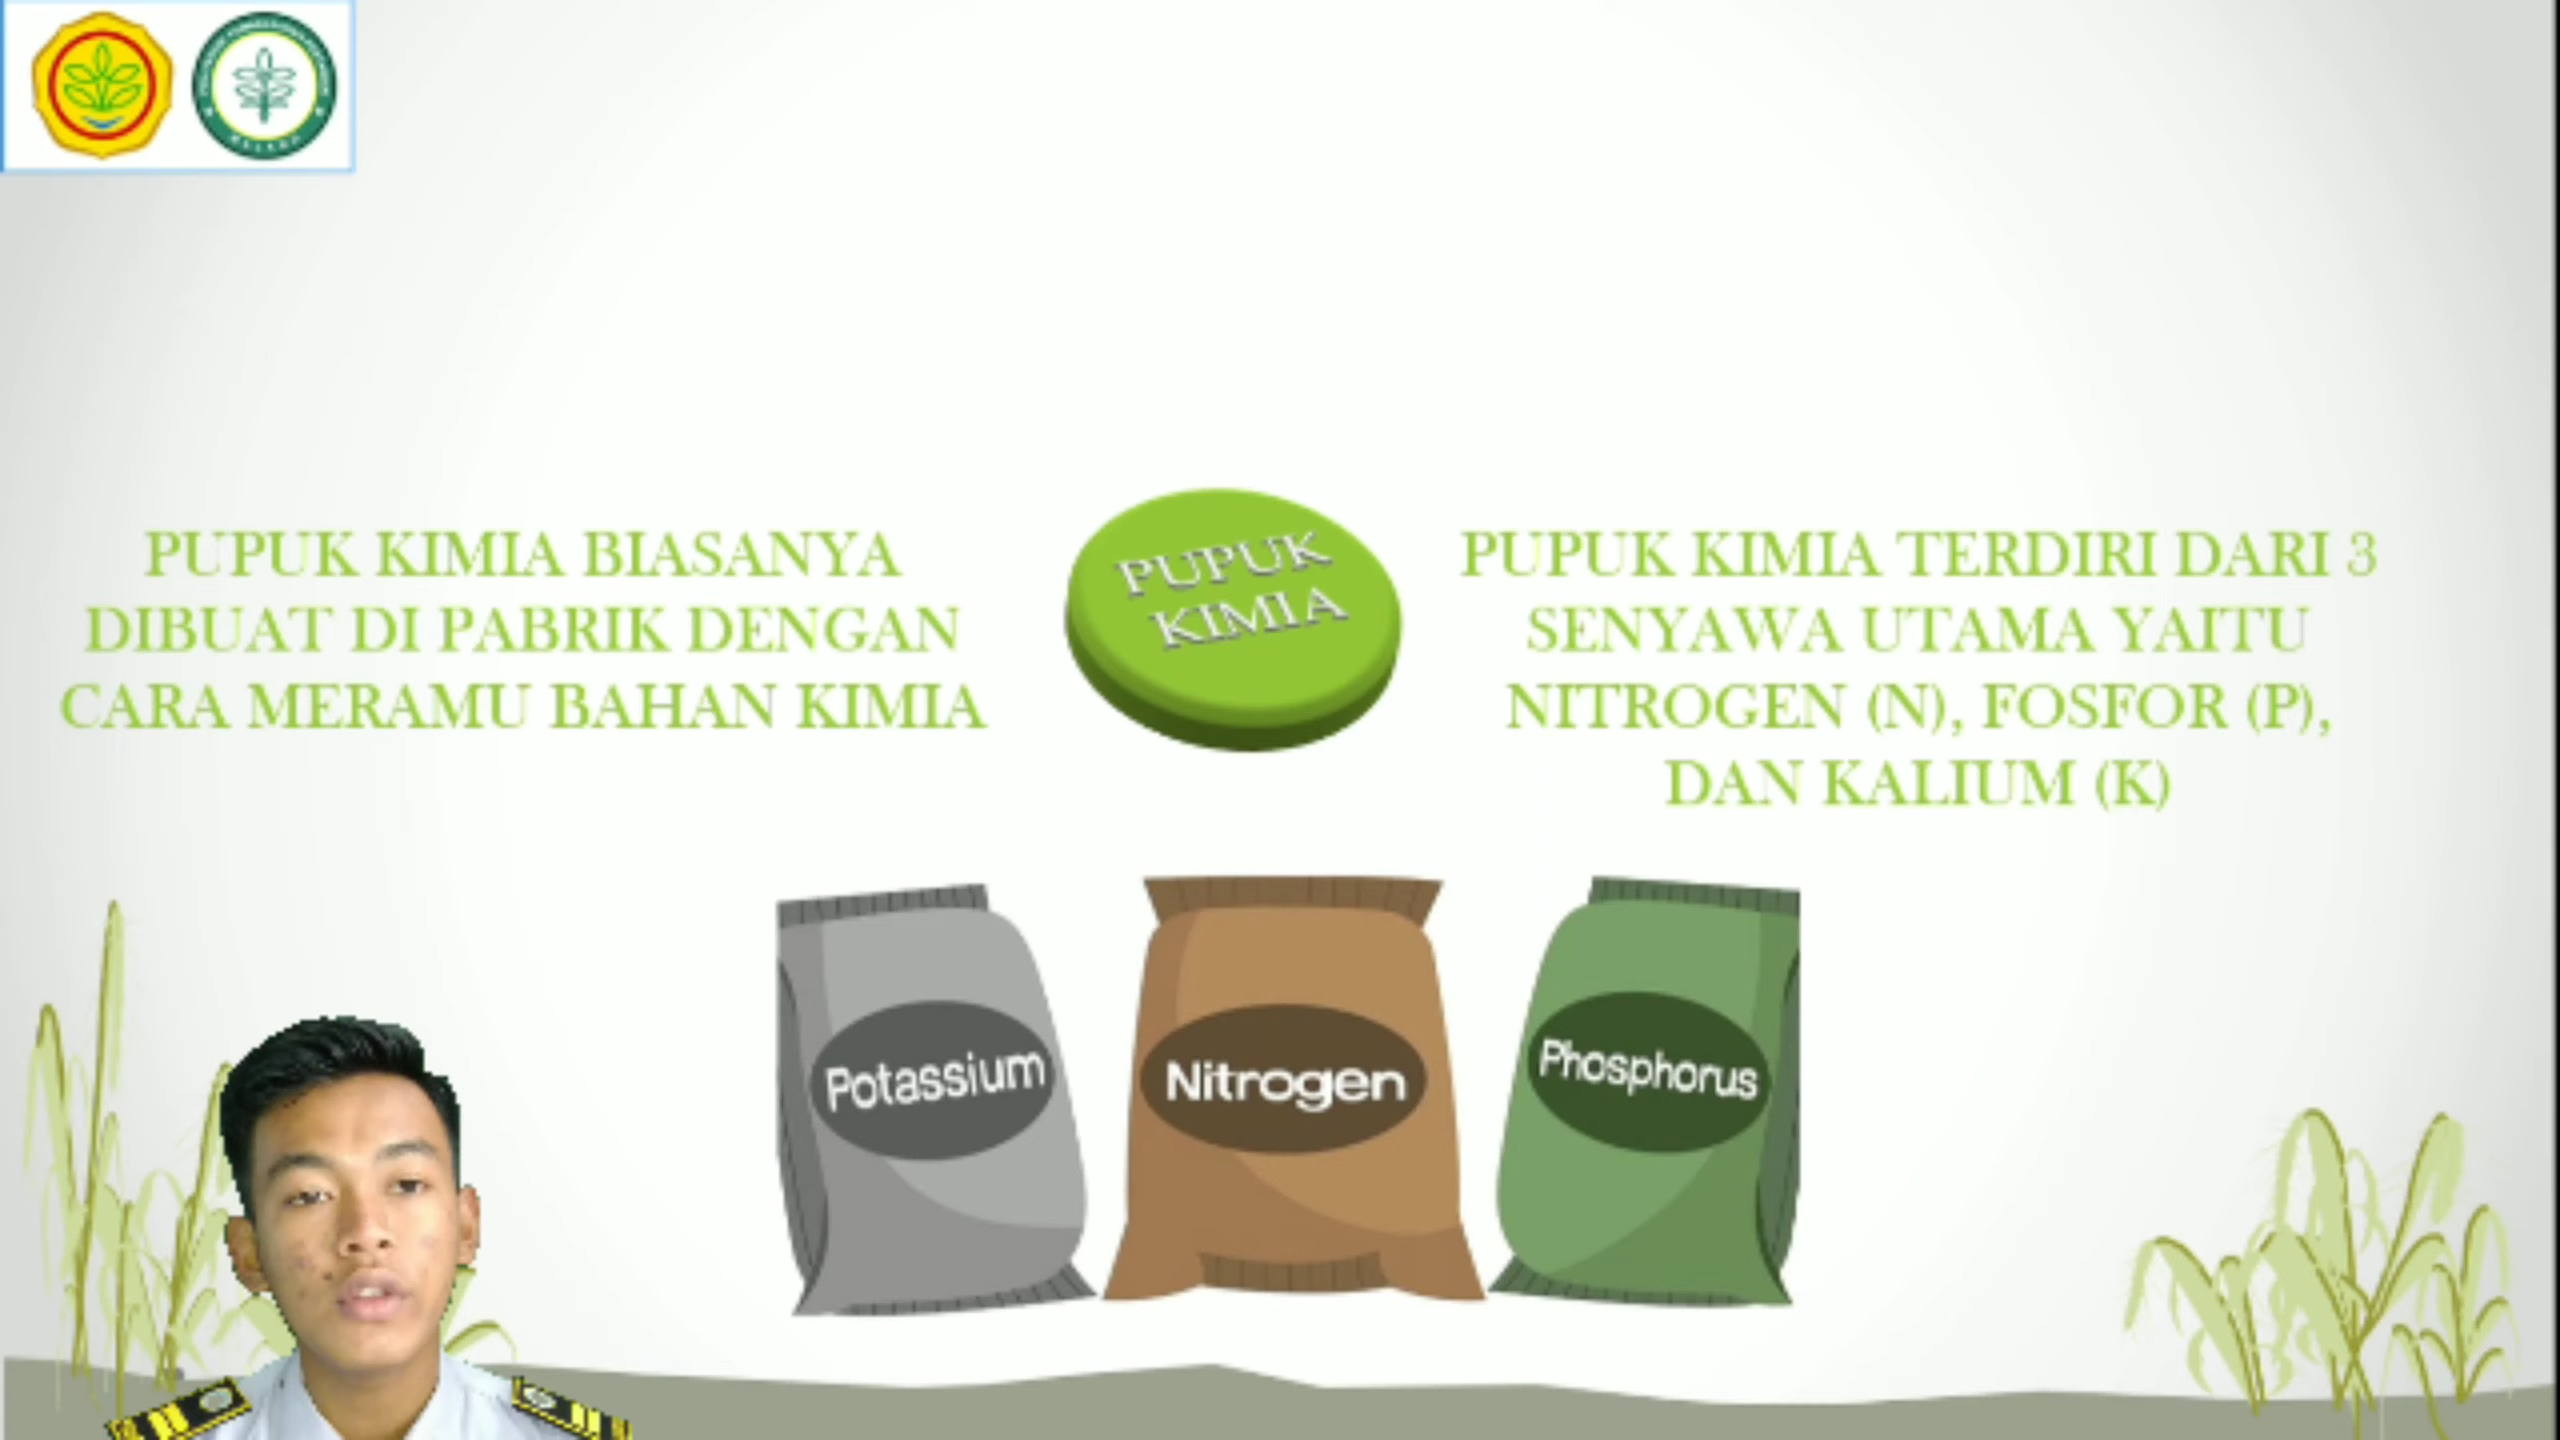 PUPUK KIMIA BIASANYA
DIBUAT DI PABRIK DENGAN
CARA MERAMU BAHAN KIMIA
PUPUK
KIMIA
PUPUK KIMIA TERDIRI DARI 3
SENYAWA UTAMA YAITU
NITROGEN (N), FOSFOR (P),
DAN KALIUM (K)
Potassium
Nitrogen
Phosphorus